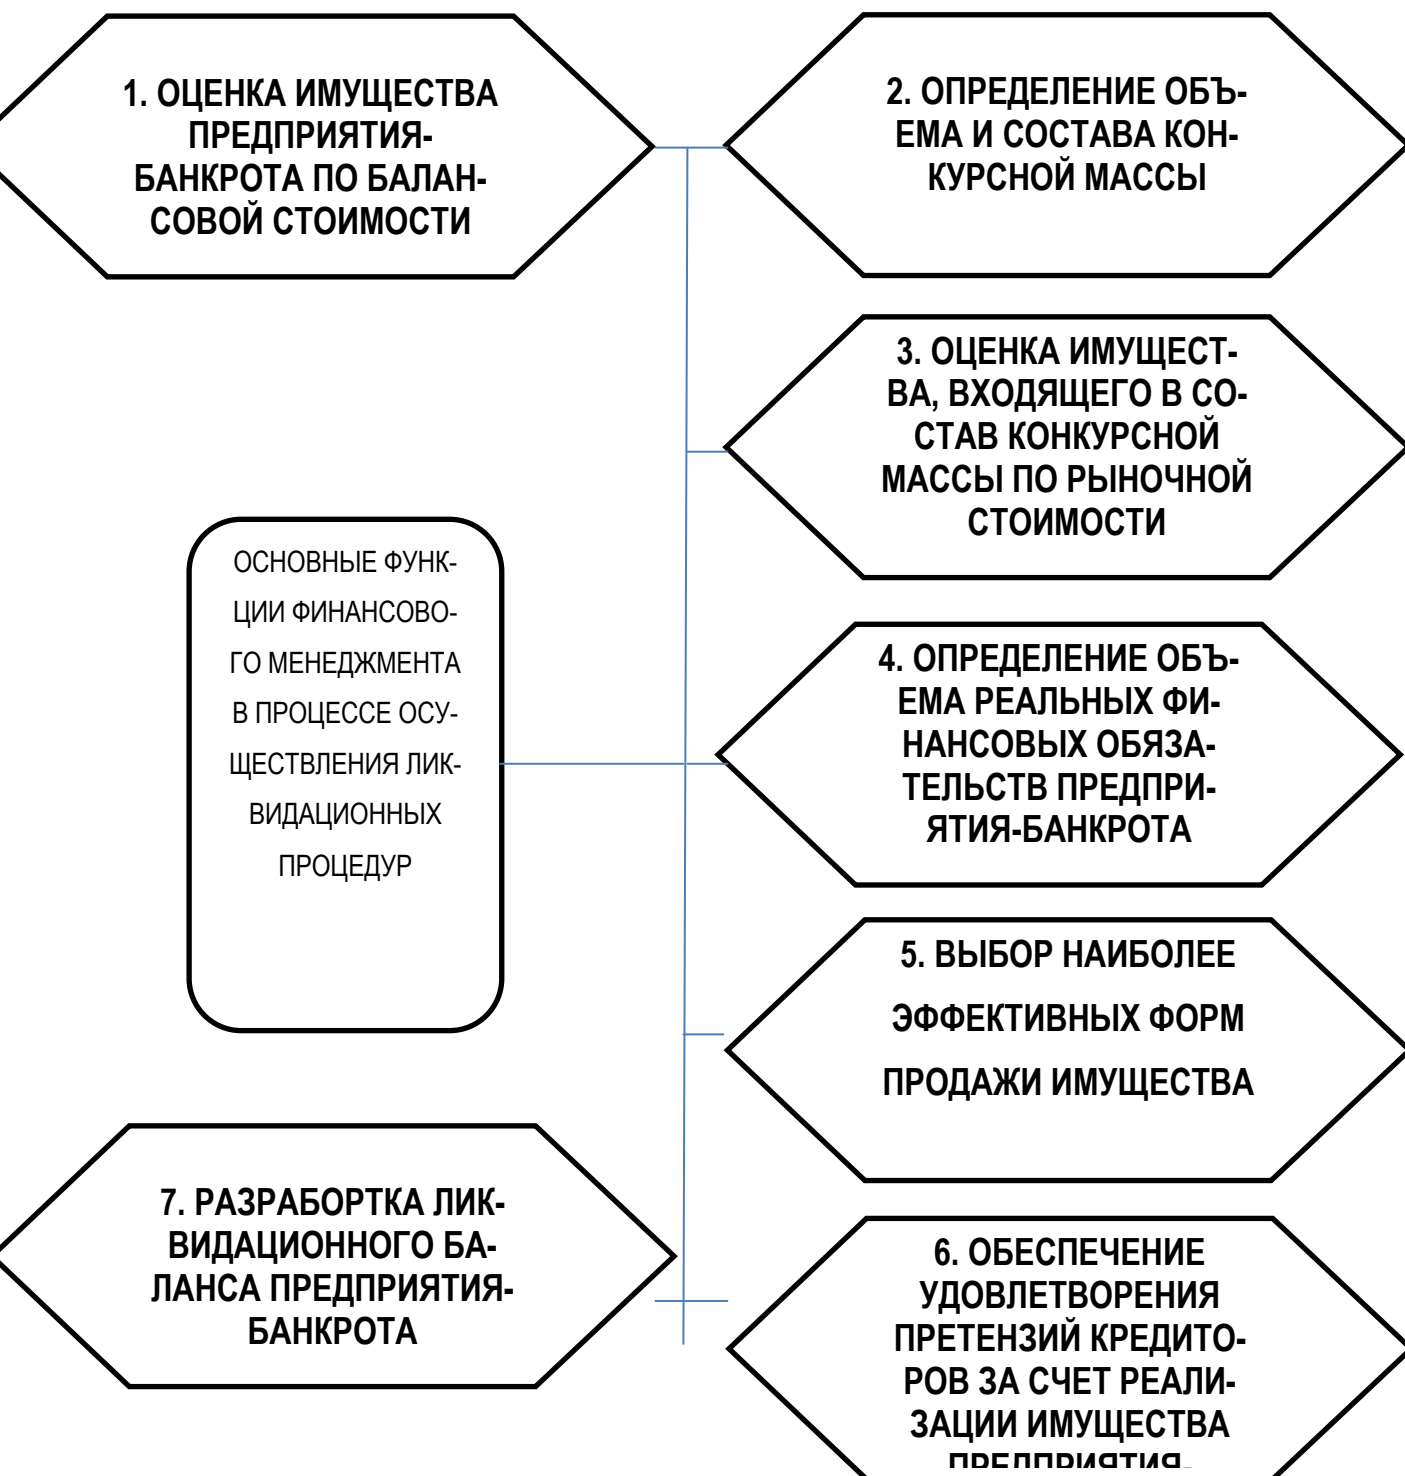 1. ОЦЕНКА ИМУЩЕСТВА
ПРЕДПРИЯТИЯ-
БАНКРОТА ПО БАЛАН-
СОВОЙ СТОИМОСТИ
2. ОПРЕДЕЛЕНИЕ ОБЪ-
ЕМА И СОСТАВА КОН-
КУРСНОЙ МАССЫ
3. ОЦЕНКА ИМУЩЕСТ-
ВА, ВХОДЯЩЕГО В СО-
СТАВ КОНКУРСНОЙ
МАССЫ ПО РЫНОЧНОЙ
СТОИМОСТИ
ОСНОВНЫЕ ФУНК-
ЦИИ ФИНАНСОВО-
ГО МЕНЕДЖМЕНТА
В ПРОЦЕССЕ ОСУ-
ЩЕСТВЛЕНИЯ ЛИК-
ВИДАЦИОННЫХ
ПРОЦЕДУР
4. ОПРЕДЕЛЕНИЕ ОБЪ-
ЕМА РЕАЛЬНЫХ ФИ-
НАНСОВЫХ ОБЯЗА-
ТЕЛЬСТВ ПРЕДПРИ-
ЯТИЯ-БАНКРОТА
5. ВЫБОР НАИБОЛЕЕ
ЭФФЕКТИВНЫХ ФОРМ
ПРОДАЖИ ИМУЩЕСТВА
7. РАЗРАБОРТКА ЛИК-
ВИДАЦИОННОГО БА-
ЛАНСА ПРЕДПРИЯТИЯ-
БАНКРОТА
6. ОБЕСПЕЧЕНИЕ
УДОВЛЕТВОРЕНИЯ
ПРЕТЕНЗИЙ КРЕДИТО-
РОВ ЗА СЧЕТ РЕАЛИ-
ЗАЦИИ ИМУЩЕСТВА
ПРЕДПРИЯТИЯ-